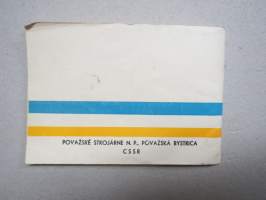 POVAŽSKÉ STROJÁRNE N. P., POVAŽSKÁ BYSTRICA
ČSSR